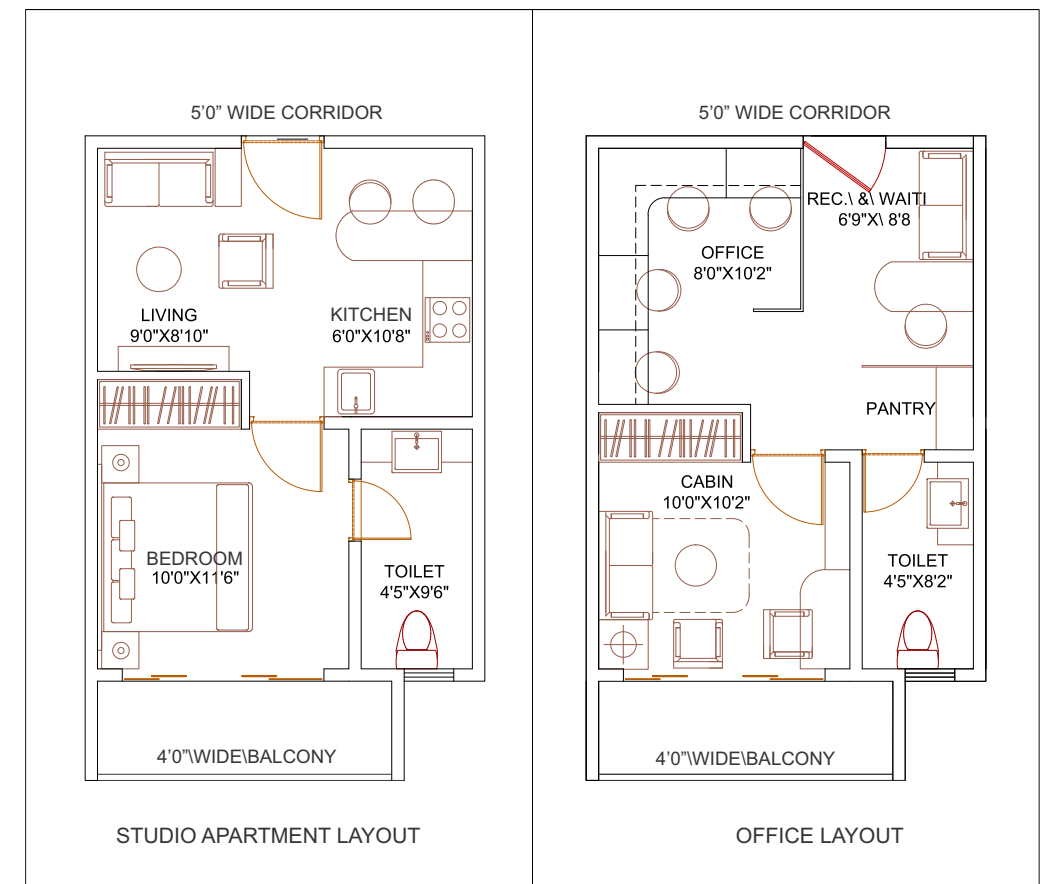 5’0” WIDE CORRIDOR
LIVING
9'0"X8'10"
KITCHEN
6'0"X10'8"
BEDROOM
10'0"X11'6"
TOILET
4'5"X9'6"
4’0”\WIDE\BALCONY
STUDIO APARTMENT LAYOUT
5’0” WIDE CORRIDOR
REC.\ &\ WAITI
6'9"X\ 8'8
OFFICE
8'0"X10'2"
PANTRY
CABIN
10'0"X10'2"
TOILET
4'5"X8'2"
4’0”\WIDE\BALCONY
OFFICE LAYOUT